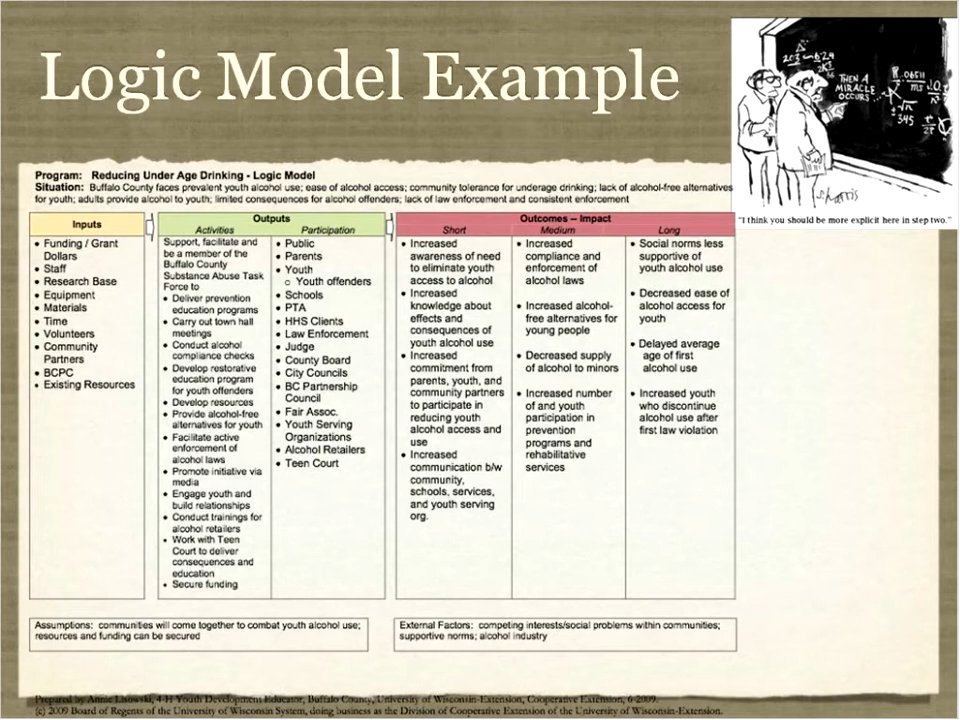 Logic Model Example
THEN A
MIRACLE
OCCURS
"I think you should be more explicit here in step two."
Program: Reducing Under Age Drinking - Logic Model
Situation: Buffalo County faces prevalent youth alcohol use; ease of alcohol access; community tolerance for underage drinking; lack of alcohol-free alternatives
for youth; adults provide alcohol to youth; limited consequences for alcohol offenders; lack of law enforcement and consistent enforcement
Inputs
• Funding / Grant
Dollars
• Staff
• Research Base
• Equipment
• Materials
• Time
• Volunteers
• Community
Partners
• BCPC
• Existing Resources
Outputs
Activities
Support, facilitate and
be a member of the
Buffalo County
Substance Abuse Task
Force to
• Deliver prevention
education programs
• Carry out town hall
meetings
• Conduct alcohol
compliance checks
• Develop restorative
education program
for youth offenders
• Develop resources
• Provide alcohol-free
alternatives for youth
• Facilitate active
enforcement of
alcohol laws
• Promote initiative via
media
• Engage youth and
build relationships
• Conduct trainings for
alcohol retailers
• Work with Teen
Court to deliver
consequences and
education
• Secure funding
Participation
• Public
• Parents
• Youth
o Youth offenders
• Schools
• PTA
• HHS Clients
• Law Enforcement
• Judge
• County Board
• City Councils
• BC Partnership
Council
• Fair Assoc.
• Youth Serving
Organizations
• Alcohol Retailers
• Teen Court
Outcomes -- Impact
Short
• Increased
awareness of need
to eliminate youth
access to alcohol
• Increased
knowledge about
effects and
consequences of
youth alcohol use
• Increased
commitment from
parents, youth, and
community partners
to participate in
reducing youth
alcohol access and
use
• Increased
communication b/w
community,
schools, services,
and youth serving
org.
Medium
• Increased
compliance and
enforcement of
alcohol laws
• Increased alcohol-
free alternatives for
young people
• Decreased supply
of alcohol to minors
• Increased number
of and youth
participation in
prevention
programs and
rehabilitative
services
Long
• Social norms less
supportive of
youth alcohol use
• Decreased ease of
alcohol access for
youth
• Delayed average
age of first
alcohol use
• Increased youth
who discontinue
alcohol use after
first law violation
Assumptions: communities will come together to combat youth alcohol use;
resources and funding can be secured
External Factors: competing interests/social problems within communities;
supportive norms; alcohol industry
Prepared by Annie Lisowski, 4-H Youth Development Educator, Buffalo County, University of Wisconsin-Extension, Cooperative Extension, 6-2009.
(c) 2009 Board of Regents of the University of Wisconsin System, doing business as the Division of Cooperative Extension of the University of Wisconsin-Extension.